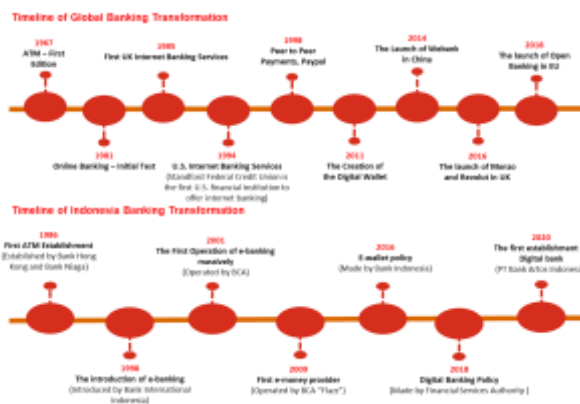 Timeline of Global Banking Transformation
1967
ATM – First
Edition
1985
First UK Internet Banking Services
1998
Peer to Peer
Payments, Paypal
2014
The Launch of Webank
in China
2018
The launch of Open
Banking in EU
1981
Online Banking – Initial Test
1994
U.S. Internet Banking Services
(Standford Federal Credit Union is
the first U.S. financial institution to
offer internet banking)
2011
The Creation of
the Digital Wallet
2016
The launch of Monzo
and Revolut in UK
Timeline of Indonesia Banking Transformation
1986
First ATM Establishment
(Established by Bank Hong
Kong and Bank Niaga)
2001
The First Operation of e-banking
massively
(Operated by BCA)
2016
E-wallet policy
(Made by Bank Indonesia)
2020
The first establishment
Digital bank
(PT Bank Artos Indonesia
1998
The introduction of e-banking
(Introduced by Bank International
Indonesia)
2009
First e-money provider
(Operated by BCA "Flazz")
2018
Digital Banking Policy
(Made by Financial Services Authority )